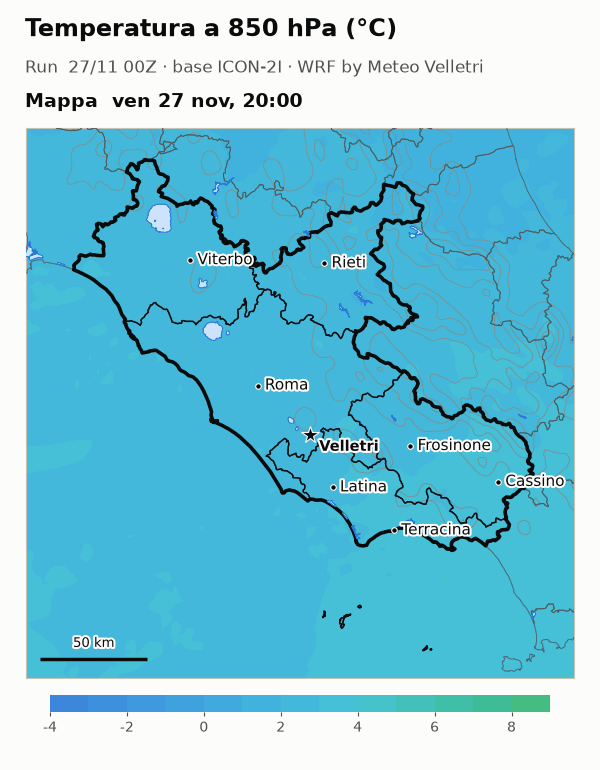 Temperatura a 850 hPa (°C)
Run  27/11 00Z · base ICON-2I · WRF by Meteo Velletri
Mappa  ven 27 nov, 20:00
Viterbo
Rieti
Roma
Velletri
Frosinone
Latina
Cassino
Terracina
50 km
-4 -2 0 2 4 6 8